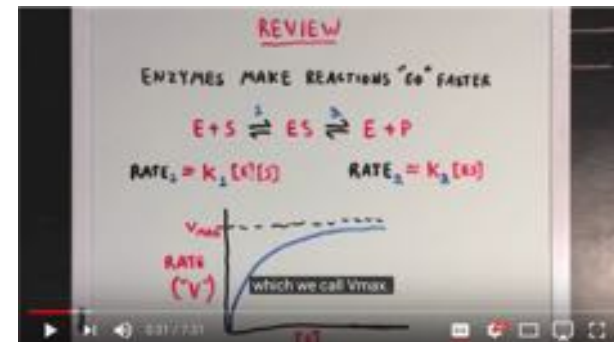 REVIEW
ENZYMES MAKE REACTIONS "GO" FASTER
E + S ⇌ ES ⇌ E + P
RATE₁ = K₁ [E][S] RATE₂ = K₂ [ES]
VMAX
RATE
("V")
which we call Vmax.
[S]